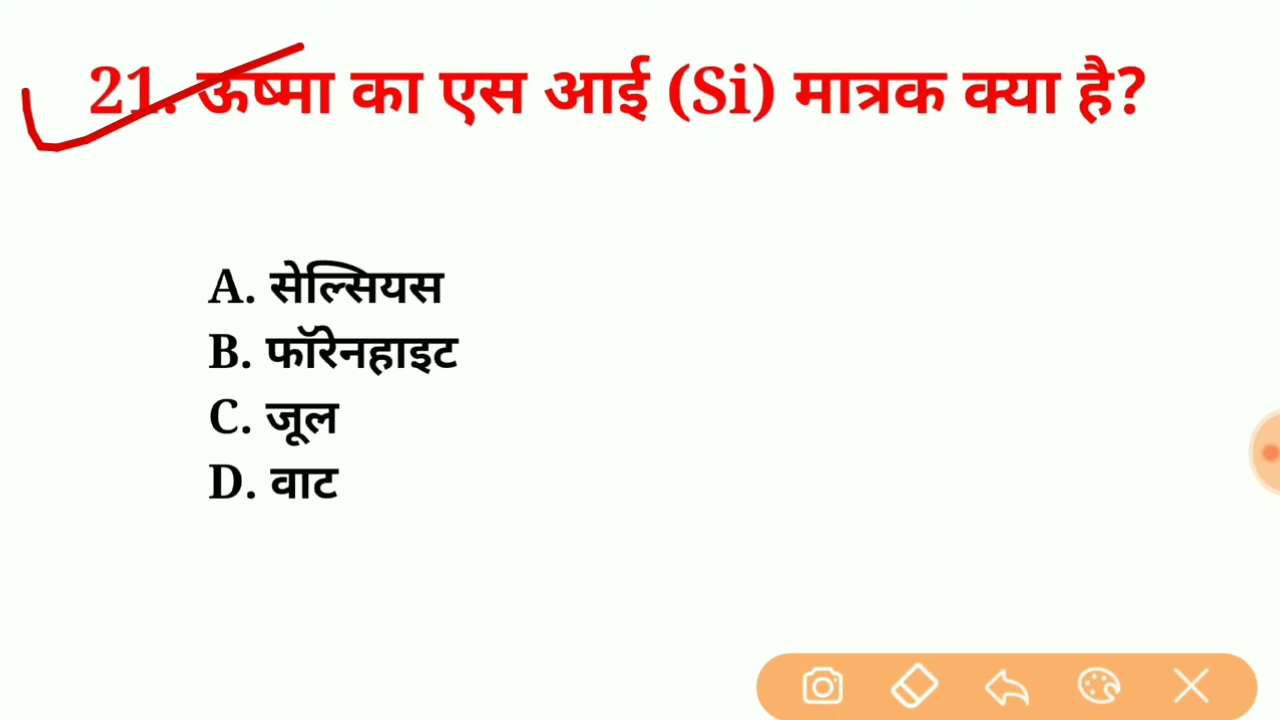 21. ऊष्मा का एस आई (Si) मात्रक क्या है?
A. सेल्सियस
B. फॉरेनहाइट
C. जूल
D. वाट